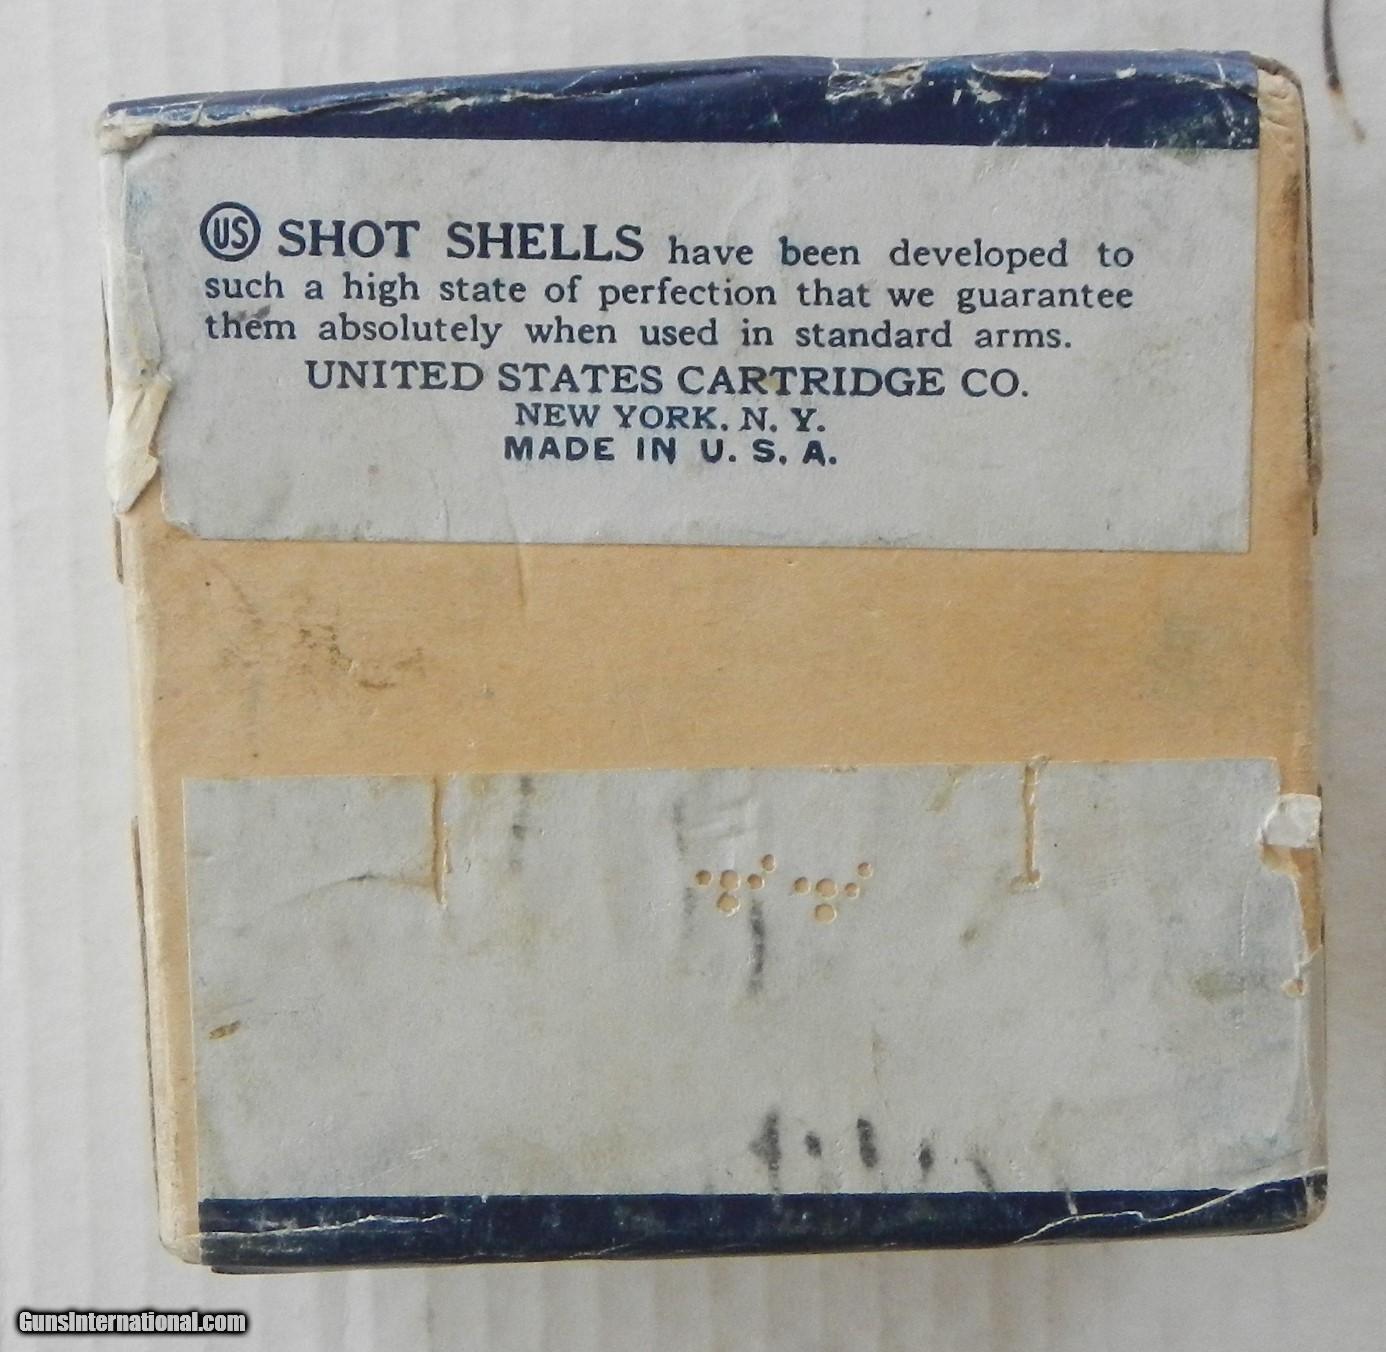 US SHOT SHELLS have been developed to
such a high state of perfection that we guarantee
them absolutely when used in standard arms.
UNITED STATES CARTRIDGE CO.
NEW YORK. N. Y.
MADE IN U. S. A.
GunsInternational.com